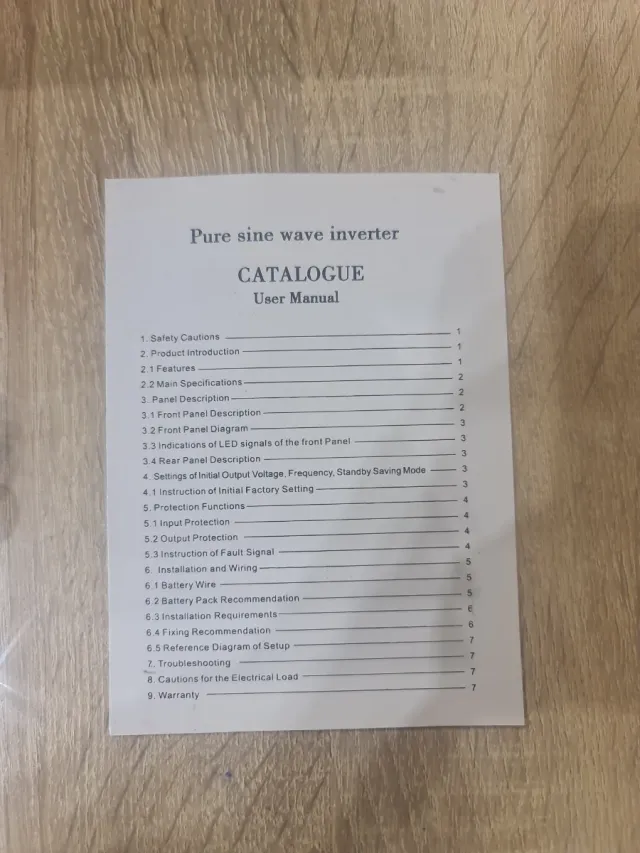 Pure sine wave inverter
CATALOGUE
User Manual
1. Safety Cautions 1
2. Product Introduction 1
2.1 Features 1
2.2 Main Specifications 2
3. Panel Description 2
3.1 Front Panel Description 2
3.2 Front Panel Diagram 3
3.3 Indications of LED signals of the front Panel 3
3.4 Rear Panel Description 3
4. Settings of Initial Output Voltage, Frequency, Standby Saving Mode 3
4.1 Instruction of Initial Factory Setting 3
5. Protection Functions 4
5.1 Input Protection 4
5.2 Output Protection 4
5.3 Instruction of Fault Signal 4
6. Installation and Wiring 5
6.1 Battery Wire 5
6.2 Battery Pack Recommendation 5
6.3 Installation Requirements 6
6.4 Fixing Recommendation 6
6.5 Reference Diagram of Setup 7
7. Troubleshooting 7
8. Cautions for the Electrical Load 7
9. Warranty 7